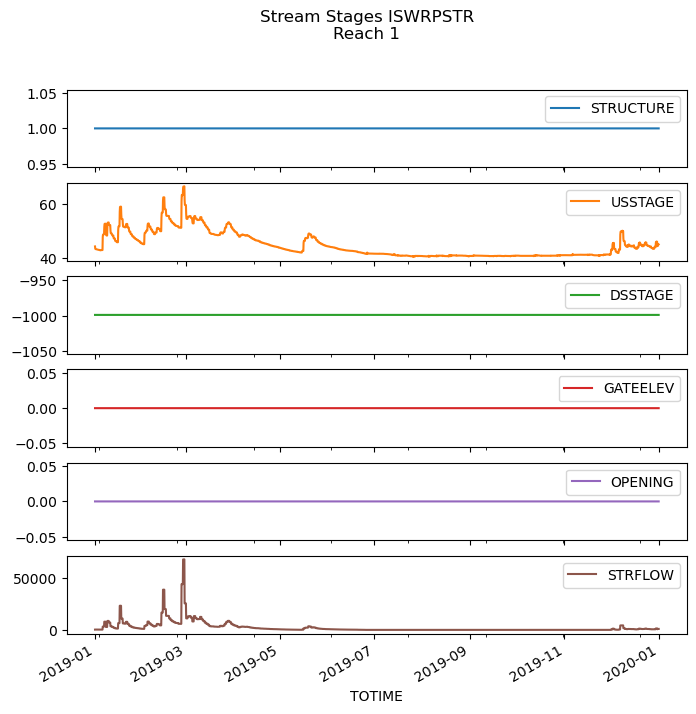 Stream Stages ISWRPSTR
Reach 1
1.05
1.00
0.95
STRUCTURE
60
40
USSTAGE
−950
−1000
−1050
DSSTAGE
0.05
0.00
−0.05
GATEELEV
0.05
0.00
−0.05
OPENING
50000
0
STRFLOW
2019-01
2019-03
2019-05
2019-07
2019-09
2019-11
2020-01
TOTIME